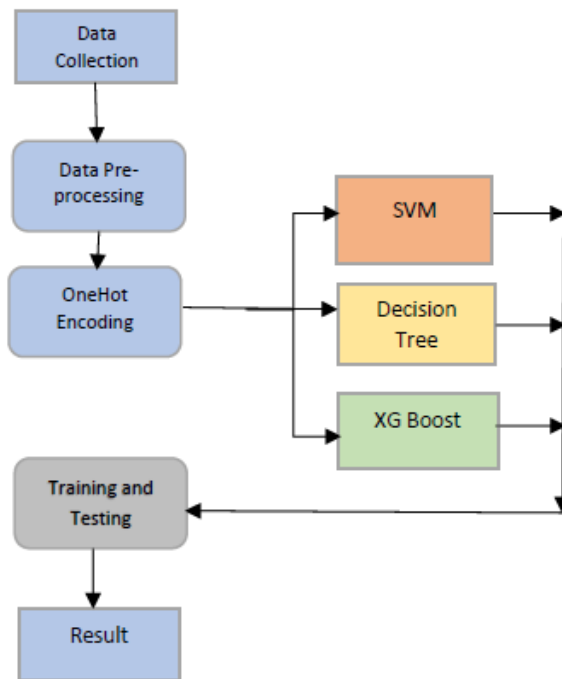 Data
Collection
Data Pre-
processing
OneHot
Encoding
SVM
Decision
Tree
XG Boost
Training and
Testing
Result